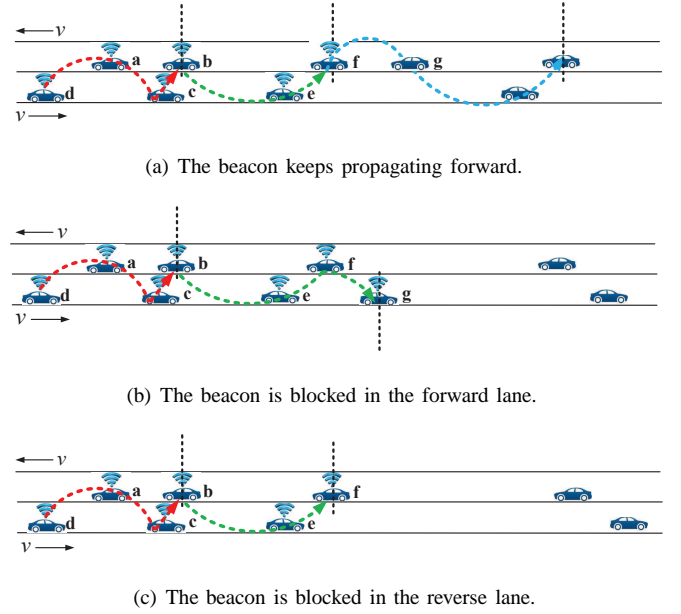 v
a
b
f
g
d
c
e
v
(a) The beacon keeps propagating forward.
v
a
b
f
d
c
e
g
v
(b) The beacon is blocked in the forward lane.
v
a
b
f
d
c
e
v
(c) The beacon is blocked in the reverse lane.